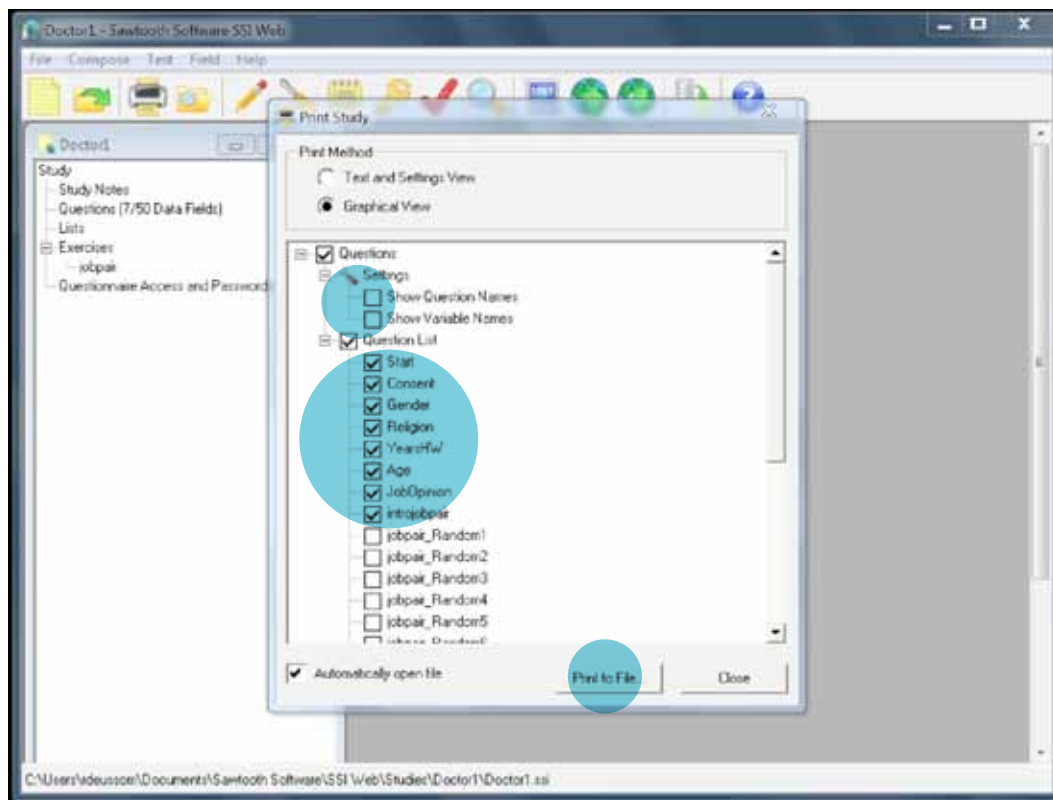 Doctor1 - Sawtooth Software SSI Web
File Compose Test Field Help
Print Study
Doctor1
Print Method
Study
Text and Settings View
Study Notes
Graphical View
Questions (7/50 Data Fields)
Lists
Exercises
jobpair
Questionnaire Access and Password
Questions
Settings
Show Question Names
Show Variable Names
Question List
Start
Consent
Gender
Religion
YearsHW
Age
JobOpinion
introjobpair
jobpair_Random1
jobpair_Random2
jobpair_Random3
jobpair_Random4
jobpair_Random5
Automatically open file
Print to File
Close
C:\Users\rdeussom\Documents\Sawtooth Software\SSI Web\Studies\Doctor1\Doctor1.ssi